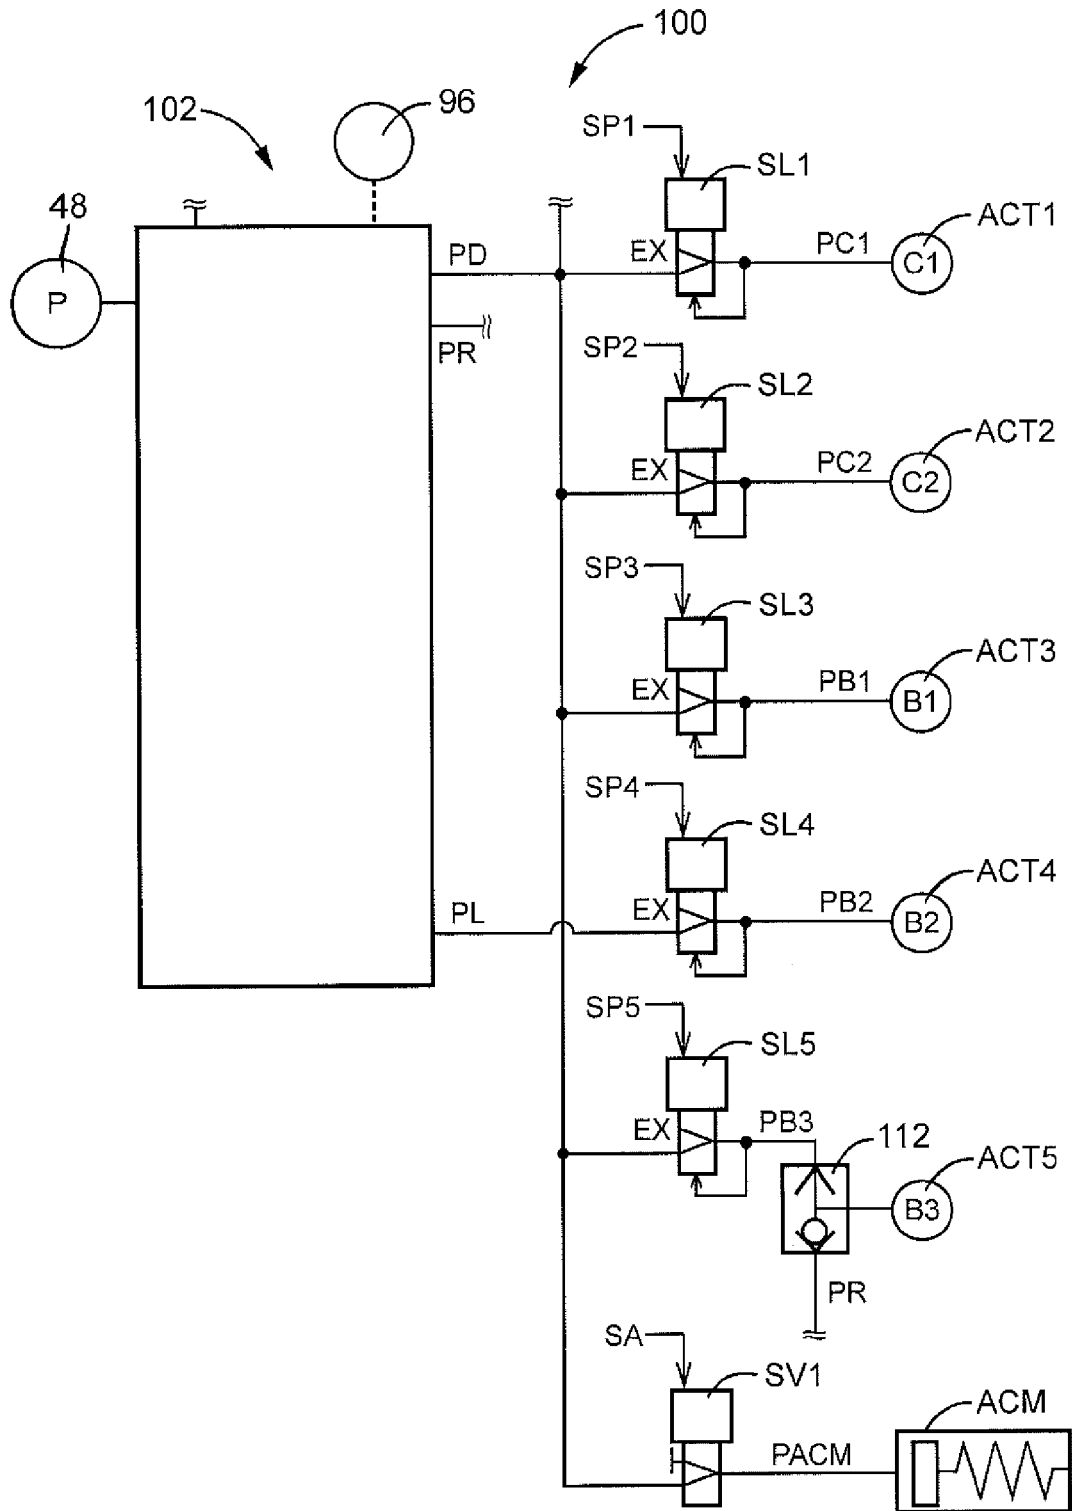 100
102
96
48
P
PD
PR
PL
SP1
SL1
EX
PC1
ACT1
C1
SP2
SL2
EX
PC2
ACT2
C2
SP3
SL3
EX
PB1
ACT3
B1
SP4
SL4
EX
PB2
ACT4
B2
SP5
SL5
EX
PB3
112
ACT5
B3
PR
SA
SV1
PACM
ACM